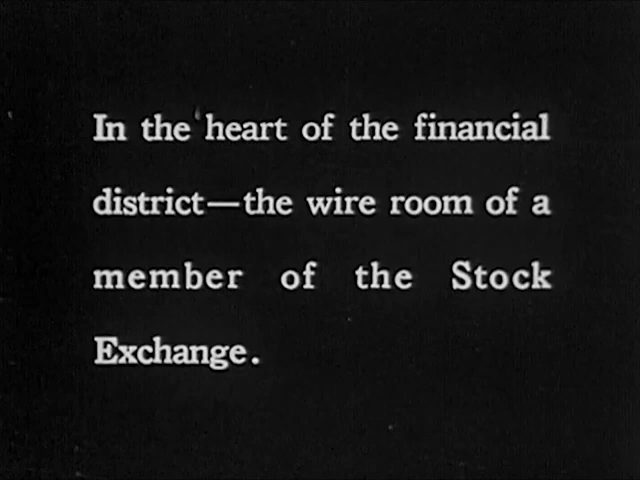 In the heart of the financial
district—the wire room of a
member of the Stock
Exchange.